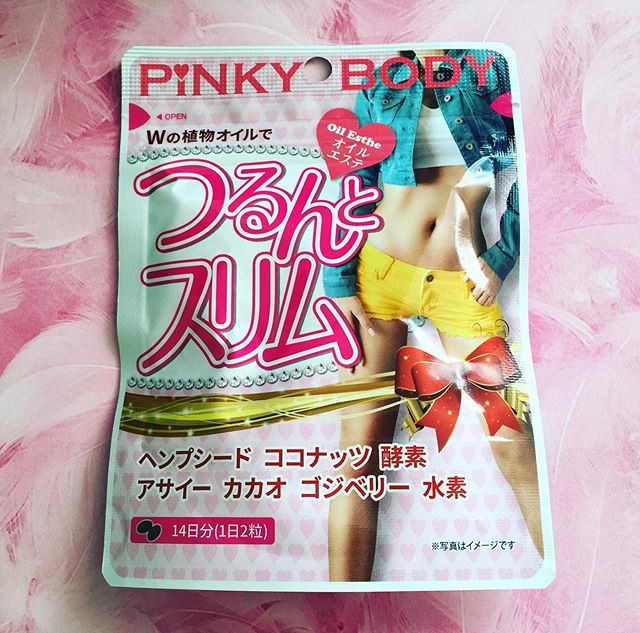 PiNKY BODY
OPEN
Wの植物オイルで
Oil Esthe
オイル
エステ
つるんと
スリム
ヘンプシード ココナッツ 酵素
アサイー カカオ ゴジベリー 水素
14日分(1日2粒)
※写真はイメージです